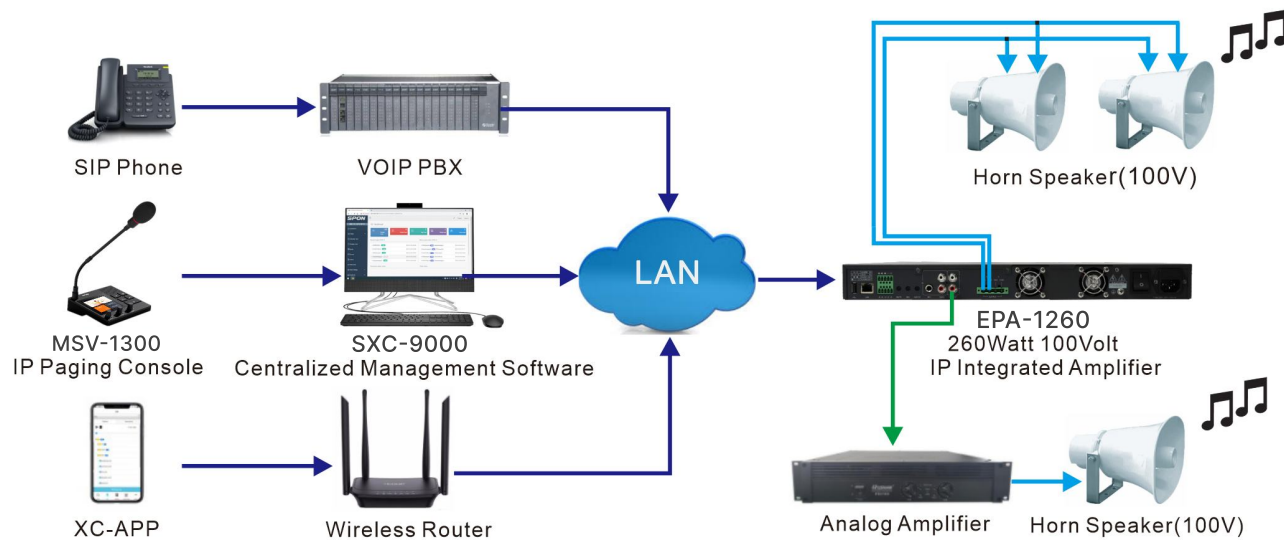 SIP Phone
VOIP PBX
Horn Speaker(100V)
SPON
LAN
MSV-1300
IP Paging Console
SXC-9000
Centralized Management Software
EPA-1260
260Watt 100Volt
IP Integrated Amplifier
XC-APP
Wireless Router
Analog Amplifier
Horn Speaker(100V)